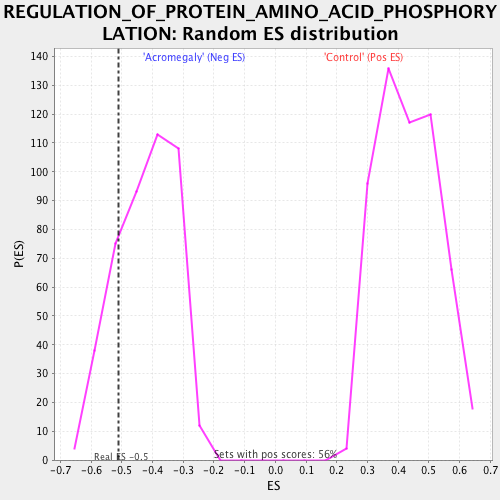 REGULATION_OF_PROTEIN_AMINO_ACID_PHOSPHORY
LATION: Random ES distribution
'Acromegaly' (Neg ES)
'Control' (Pos ES)
140
130
120
110
100
90
80
70
60
50
40
30
20
10
0
P(ES)
Real ES -0.5
Sets with pos scores: 56%
-0.7 -0.6 -0.5 -0.4 -0.3 -0.2 -0.1 0.0 0.1 0.2 0.3 0.4 0.5 0.6 0.7
ES